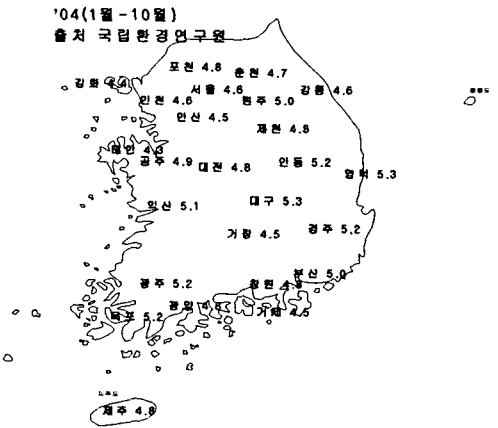 '04(1월-10월)
출처 국립환경연구원
포천 4.8
춘천 4.7
강화 4.4
서울 4.6
강릉 4.6
인천 4.6
원주 5.0
안산 4.5
제천 4.8
태안 4.3
공주 4.9
대전 4.8
안동 5.2
영덕 5.3
익산 5.1
대구 5.3
거창 4.5
경주 5.2
부산 5.0
광주 5.2
창원 4.8
광양 4.8
목포 5.2
거제 4.5
제주 4.8